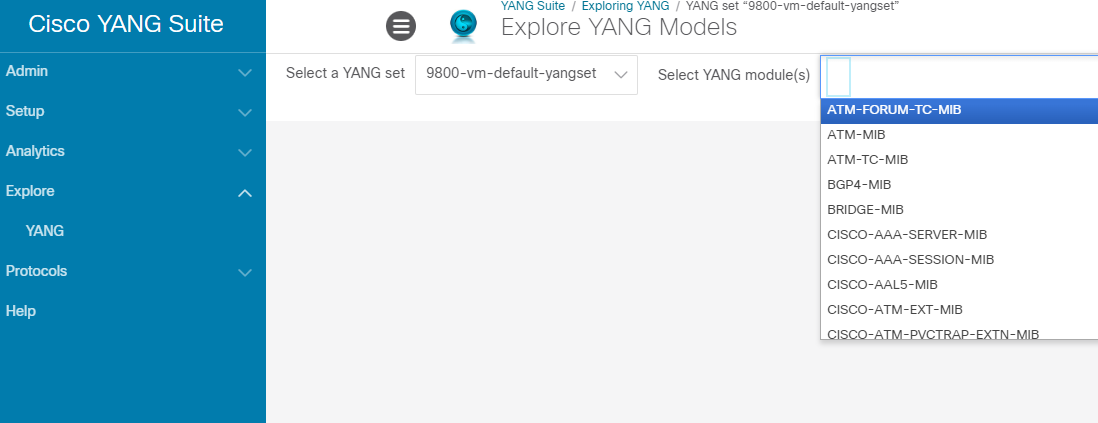 Cisco YANG Suite
Admin
Setup
Analytics
Explore
YANG
Protocols
Help
YANG Suite / Exploring YANG / YANG set “9800-vm-default-yangset”
Explore YANG Models
Select a YANG set 9800-vm-default-yangset Select YANG module(s)
ATM-FORUM-TC-MIB
ATM-MIB
ATM-TC-MIB
BGP4-MIB
BRIDGE-MIB
CISCO-AAA-SERVER-MIB
CISCO-AAA-SESSION-MIB
CISCO-AAL5-MIB
CISCO-ATM-EXT-MIB
CISCO-ATM-PVCTRAP-EXTN-MIB